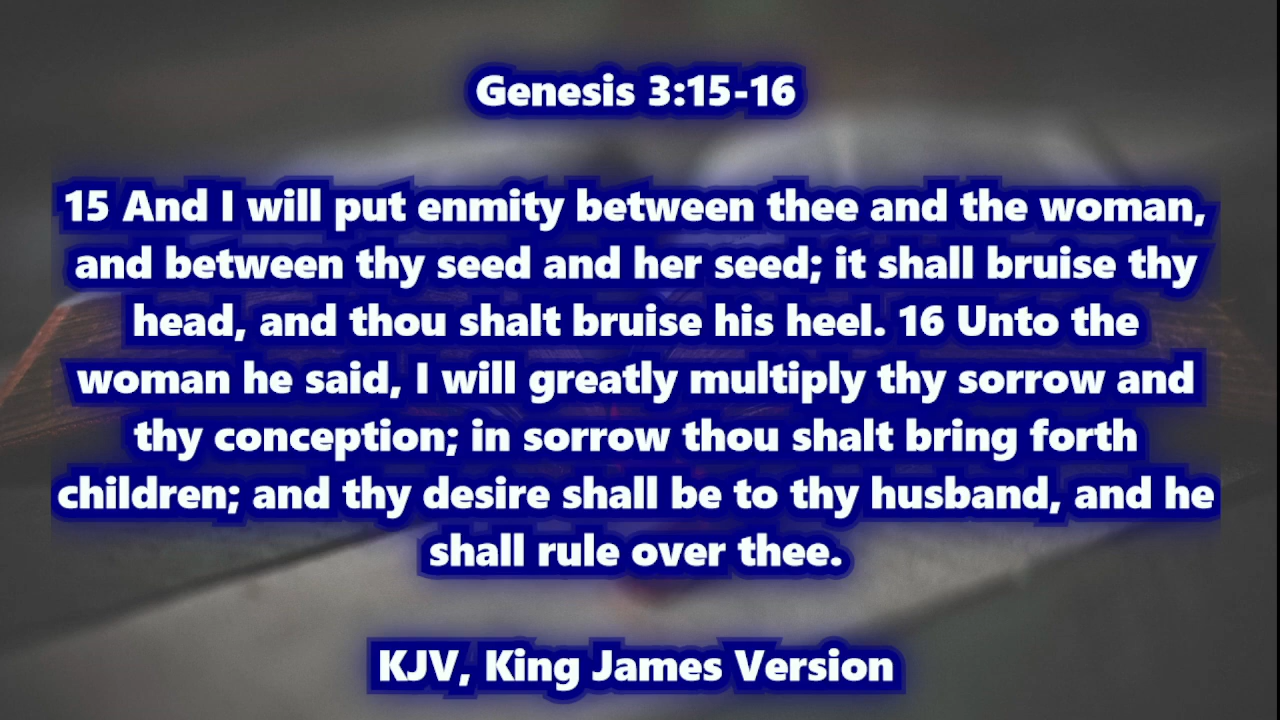 Genesis 3:15-16
15 And I will put enmity between thee and the woman,
and between thy seed and her seed; it shall bruise thy
head, and thou shalt bruise his heel. 16 Unto the
woman he said, I will greatly multiply thy sorrow and
thy conception; in sorrow thou shalt bring forth
children; and thy desire shall be to thy husband, and he
shall rule over thee.
KJV, King James Version